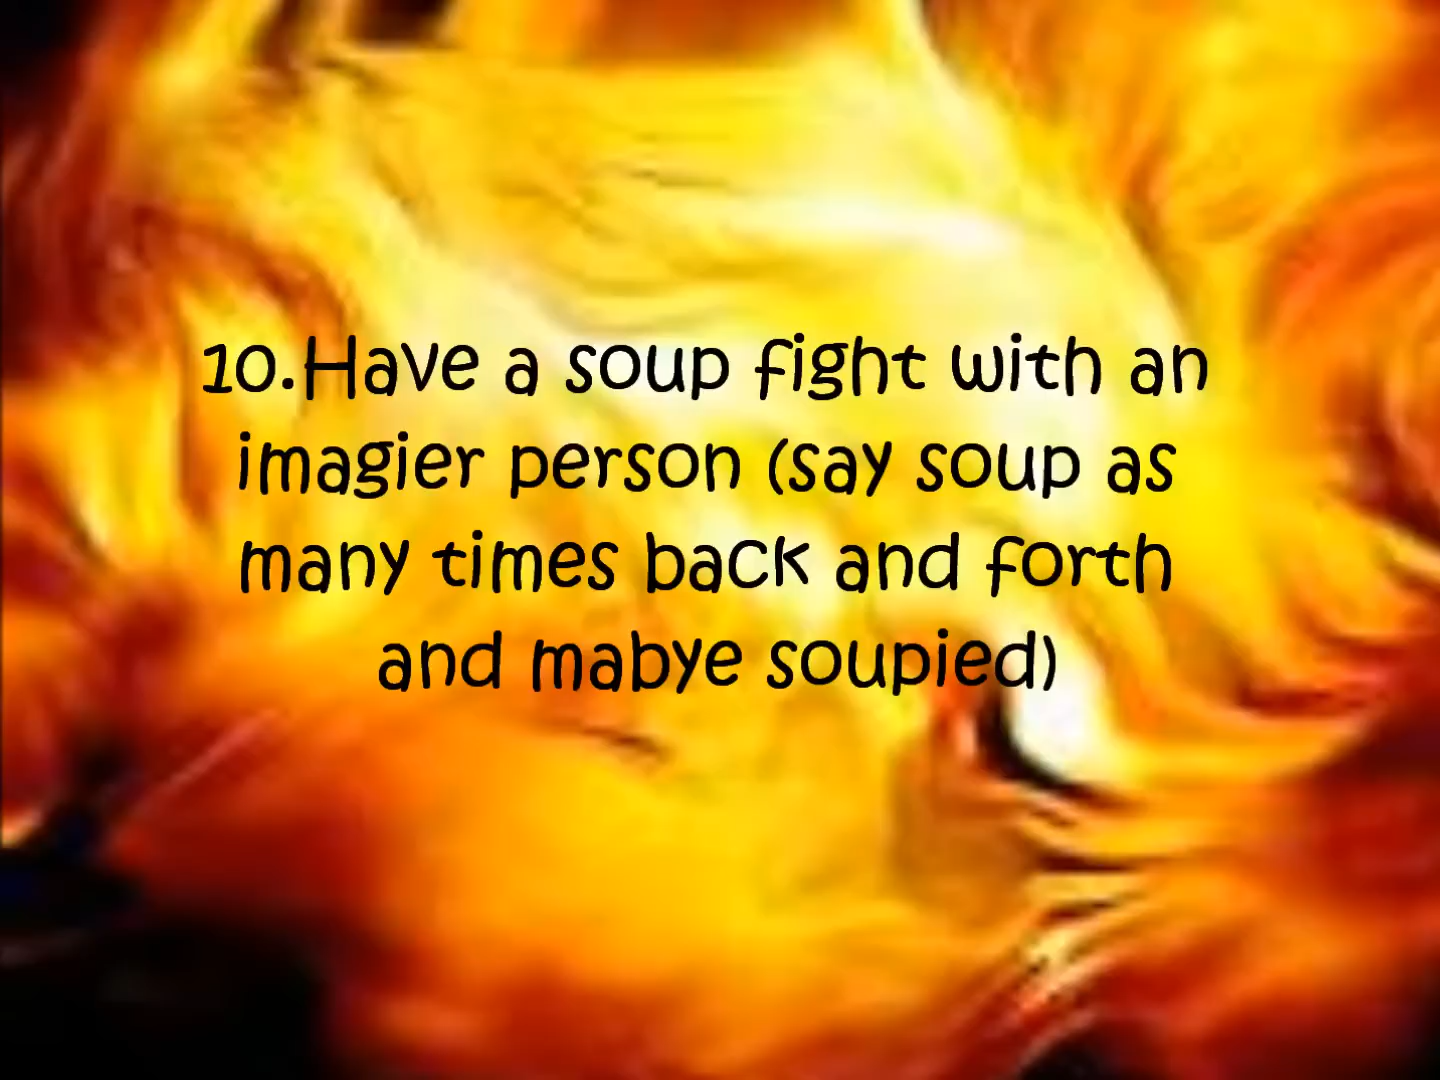 10.Have a soup fight with an
imagier person (say soup as
many times back and forth
and mabye soupied)